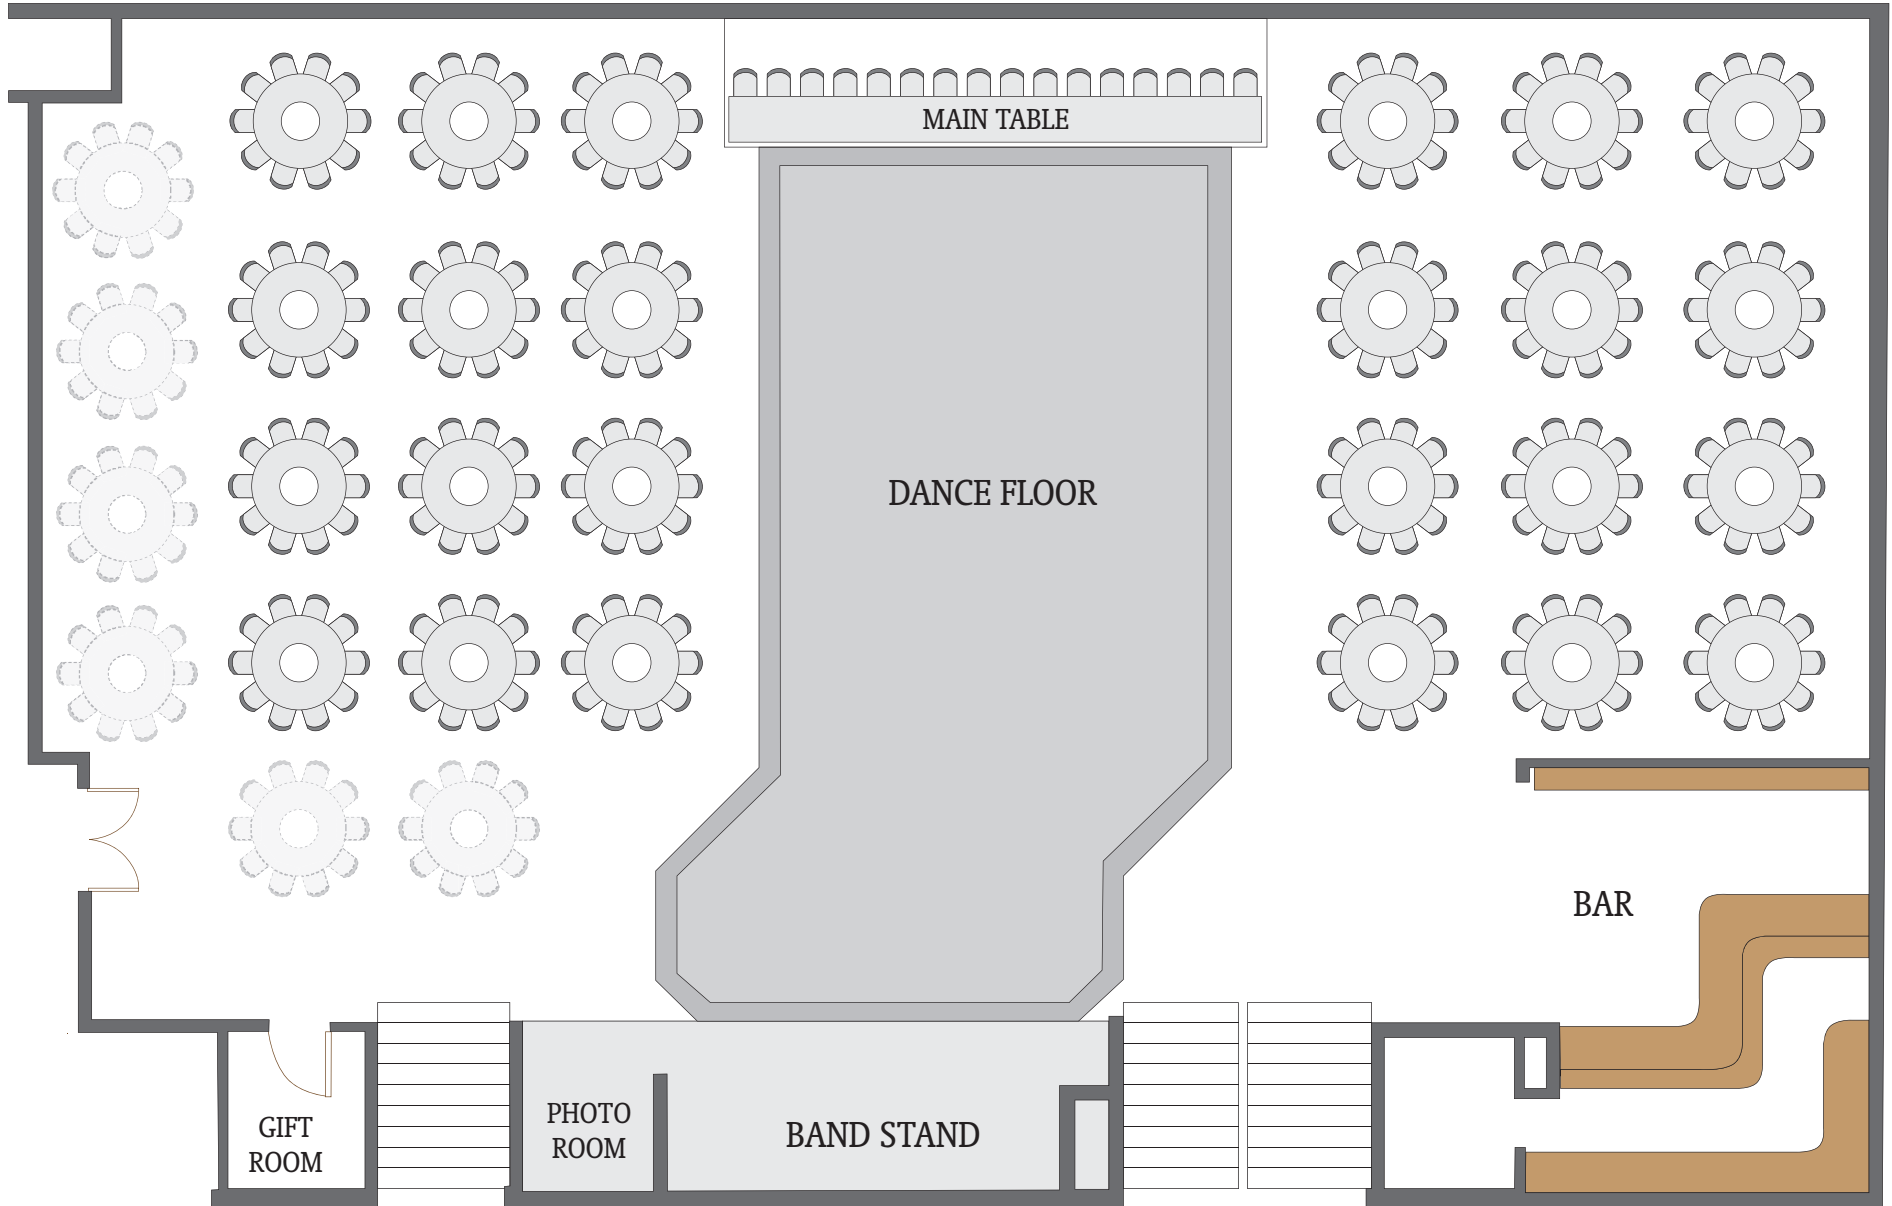 MAIN TABLE
DANCE FLOOR
BAR
GIFT
ROOM
PHOTO
ROOM
BAND STAND